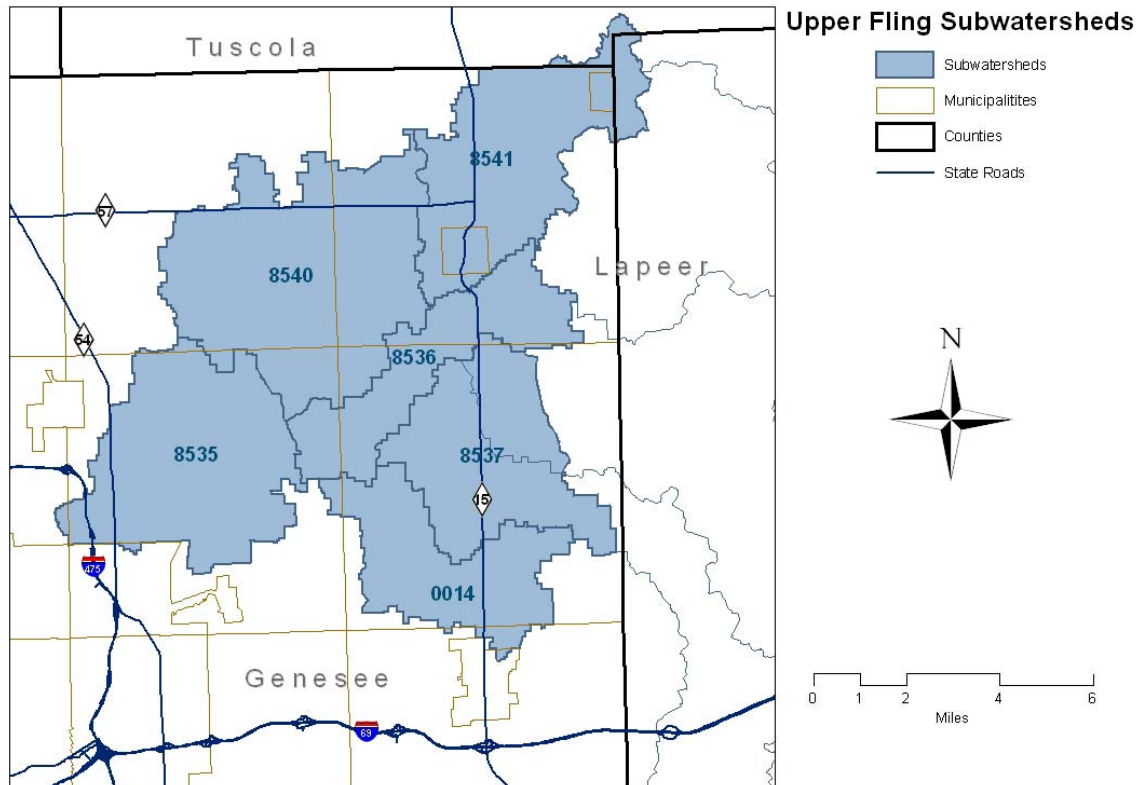 Upper Fling Subwatersheds
Subwatersheds
Municipalitites
Counties
State Roads
Tuscola
8541
57
8540
Lapeer
54
8536
8535
8537
15
475
0014
Genesee
69
N
0 1 2 4 6
Miles